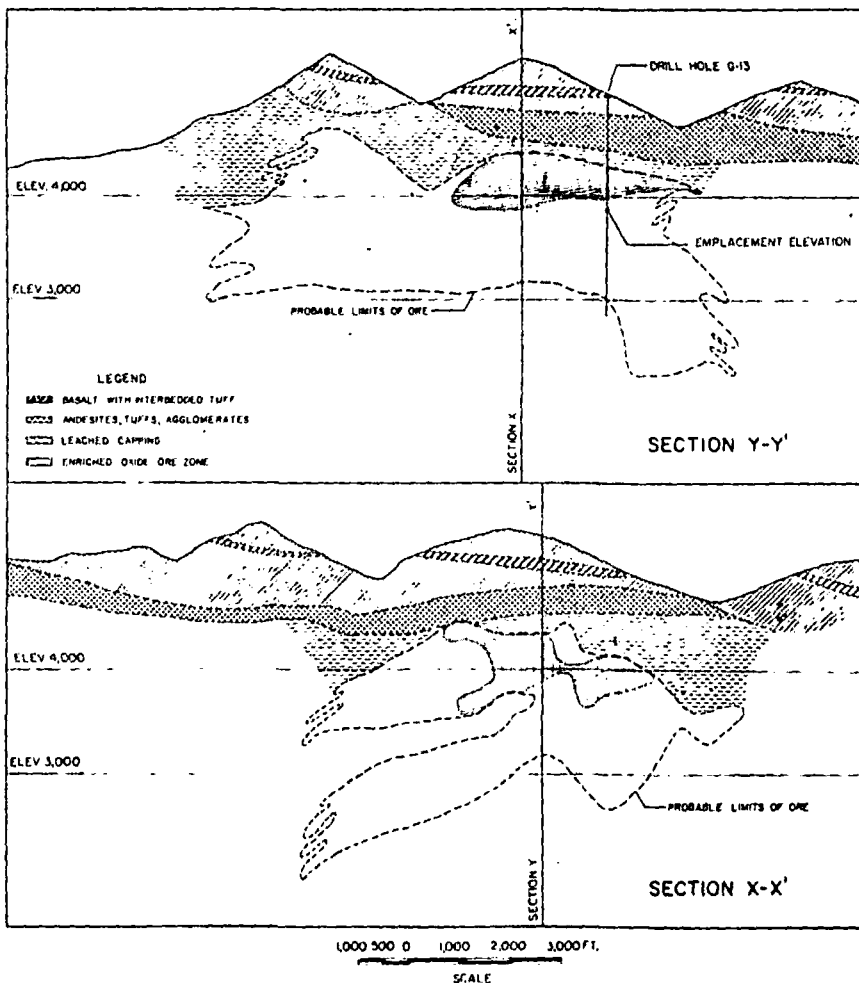 X'
DRILL HOLE G-13
ELEV. 4,000
EMPLACEMENT ELEVATION
ELEV 3,000
PROBABLE LIMITS OF ORE
LEGEND
BASALT WITH INTERBEDDED TUFF
ANDESITES, TUFFS, AGGLOMERATES
LEACHED CAPPING
ENRICHED OXIDE ORE ZONE
SECTION X
SECTION Y-Y'
Y'
ELEV 4,000
ELEV 3,000
PROBABLE LIMITS OF ORE
SECTION Y
SECTION X-X'
1,000 500 0 1,000 2,000 3,000 FT.
SCALE